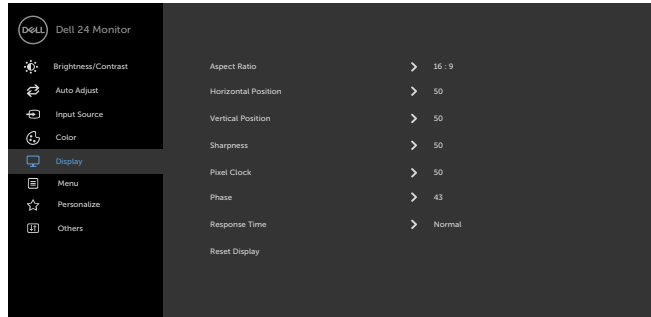 DELL Dell 24 Monitor
Brightness/Contrast
Auto Adjust
Input Source
Color
Display
Menu
Personalize
Others
Aspect Ratio 16 : 9
Horizontal Position 50
Vertical Position 50
Sharpness 50
Pixel Clock 50
Phase 43
Response Time Normal
Reset Display